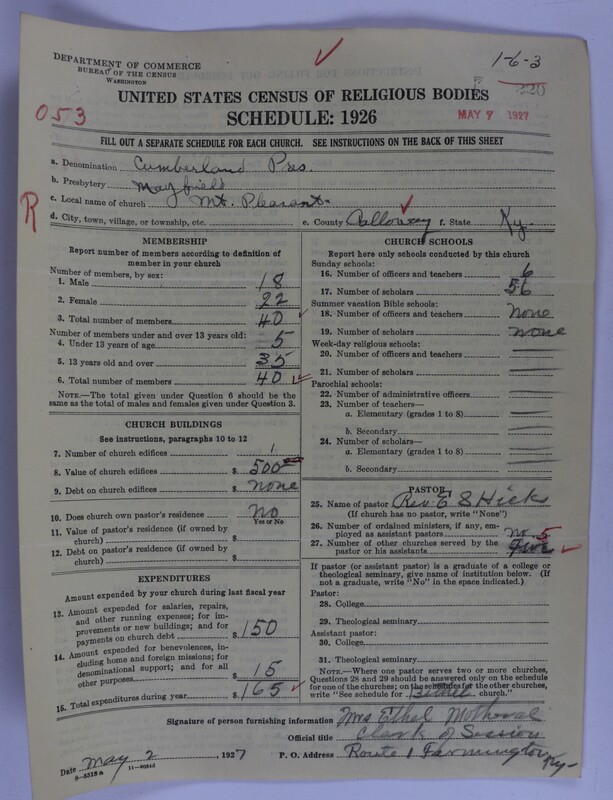 DEPARTMENT OF COMMERCE
BUREAU OF THE CENSUS
WASHINGTON
1-6-3
220
UNITED STATES CENSUS OF RELIGIOUS BODIES
SCHEDULE: 1926
MAY 7 1927
053
FILL OUT A SEPARATE SCHEDULE FOR EACH CHURCH. SEE INSTRUCTIONS ON THE BACK OF THIS SHEET
a. Denomination Cumberland Pres.
b. Presbytery Mayfield
c. Local name of church Mt. Pleasant
R
d. City, town, village, or township, etc. e. County Calloway f. State Ky.
MEMBERSHIP
Report number of members according to definition of member in your church
Number of members, by sex:
1. Male 18
2. Female 22
3. Total number of members 40
Number of members under and over 13 years old:
4. Under 13 years of age 5
5. 13 years old and over 35
6. Total number of members 40
NOTE.—The total given under Question 6 should be the same as the total of males and females given under Question 3.
CHURCH BUILDINGS
See instructions, paragraphs 10 to 12
7. Number of church edifices 1
8. Value of church edifices $ 500
9. Debt on church edifices $ none
10. Does church own pastor's residence? No
Yes or No
11. Value of pastor's residence (if owned by church) $
12. Debt on pastor's residence (if owned by church) $
EXPENDITURES
Amount expended by your church during last fiscal year
13. Amount expended for salaries, repairs, and other running expenses; for improvements or new buildings; and for payments on church debt $ 150
14. Amount expended for benevolences, including home and foreign missions; for denominational support; and for all other purposes $ 15
15. Total expenditures during year $ 165
CHURCH SCHOOLS
Report here only schools conducted by this church
Sunday schools:
16. Number of officers and teachers 6
17. Number of scholars 56
Summer vacation Bible schools:
18. Number of officers and teachers none
19. Number of scholars none
Week-day religious schools:
20. Number of officers and teachers
21. Number of scholars
Parochial schools:
22. Number of administrative officers
23. Number of teachers—
a. Elementary (grades 1 to 8)
b. Secondary
24. Number of scholars—
a. Elementary (grades 1 to 8)
b. Secondary
PASTOR
25. Name of pastor Rev. E S Hicks
(If church has no pastor, write "None")
26. Number of ordained ministers, if any, employed as assistant pastors no.
27. Number of other churches served by the pastor or his assistants 5
If pastor (or assistant pastor) is a graduate of a college or theological seminary, give name of institution below. (If not a graduate, write "No" in the space indicated.)
Pastor:
28. College
29. Theological seminary
Assistant pastor:
30. College
31. Theological seminary
NOTE.—Where one pastor serves two or more churches, Questions 28 and 29 should be answered only on the schedule for one of the churches; on the schedules for the other churches, write "See schedule for Bethel church."
Signature of person furnishing information Mrs Ethel
Official title Clerk of Session
Date May 2 1927 P. O. Address Route 1 Farmington Ky-
8-5518a 11-9024d